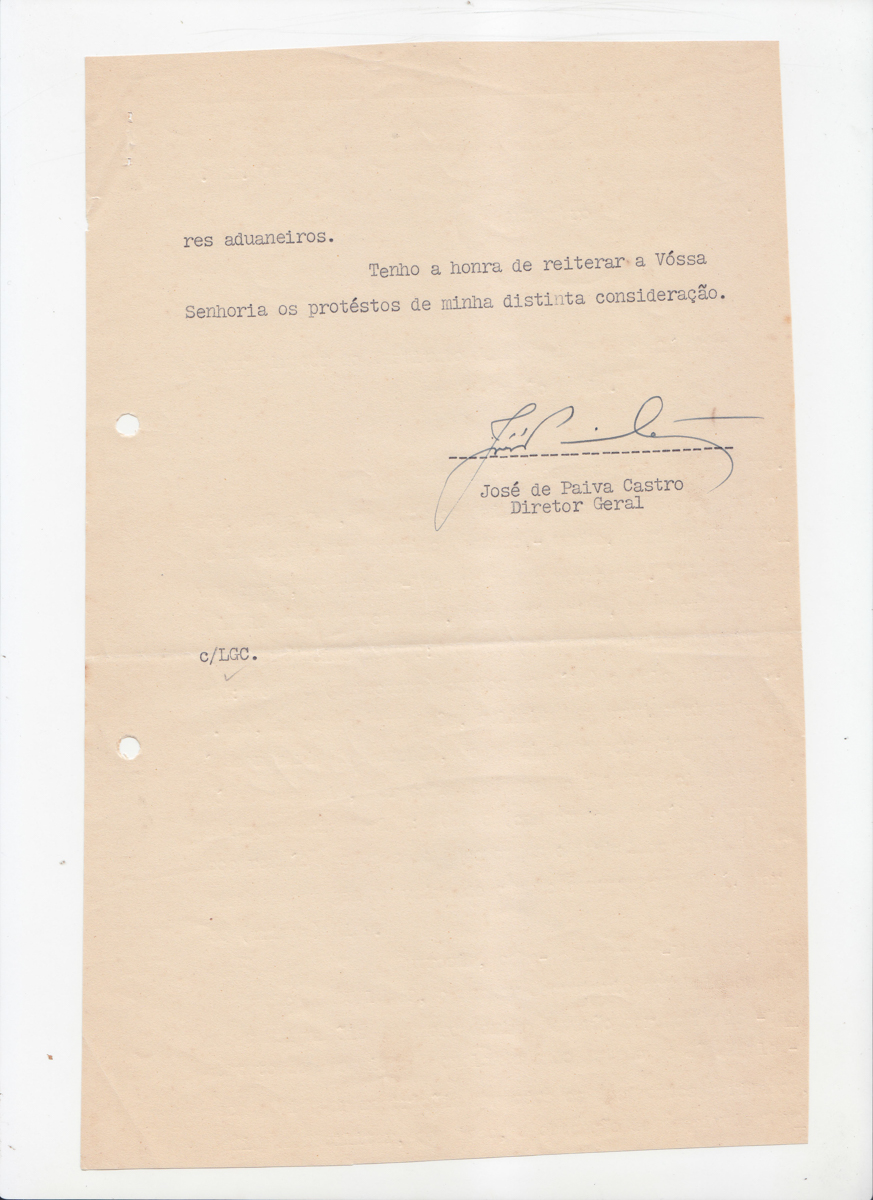 res aduaneiros.
Tenho a honra de reiterar a Vóssa
Senhoria os protéstos de minha distinta consideração.
José de Paiva Castro
Diretor Geral
c/LGC.